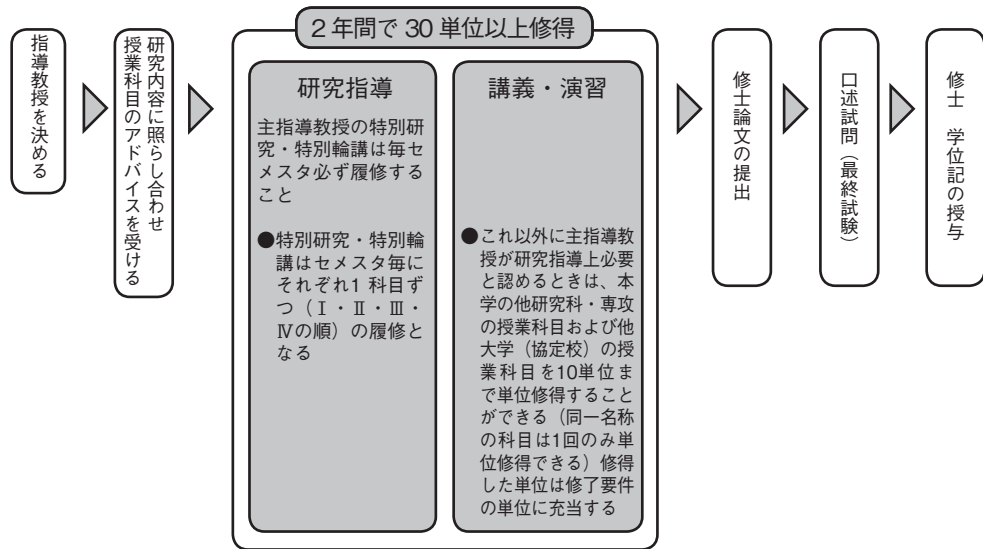 指導教授を決める
研究内容に照らし合わせ
授業科目のアドバイスを受ける
2年間で30単位以上修得
研究指導
主指導教授の特別研
究・特別輪講は毎セ
メスタ必ず履修する
こと
●特別研究・特別輪
講はセメスタ毎に
それぞれ1科目ず
つ(Ⅰ・Ⅱ・Ⅲ・
Ⅳの順)の履修と
なる
講義・演習
●これ以外に主指導教
授が研究指導上必要
と認めるときは、本
学の他研究科・専攻
の授業科目および他
大学(協定校)の授
業科目を10単位ま
で単位修得すること
ができる(同一名称
の科目は1回のみ単
位修得できる)修得
した単位は修了要件
の単位に充当する
修士論文の提出
口述試問(最終試験)
修士 学位記の授与